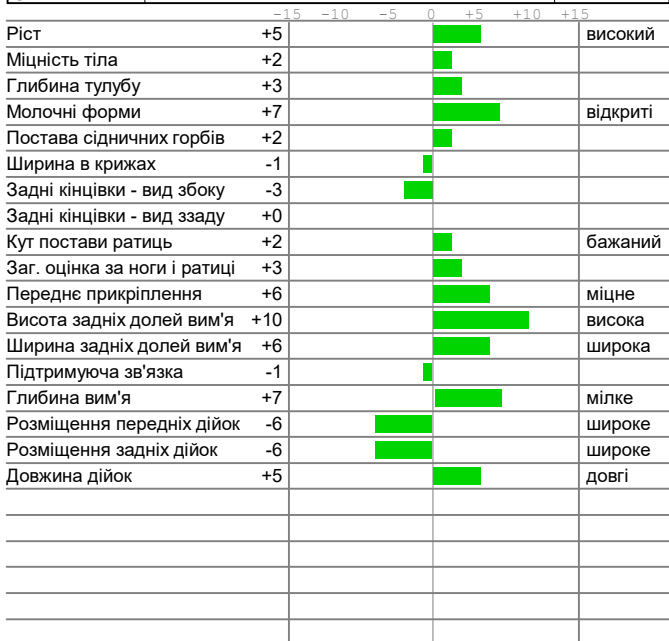 -15 -10 -5 0 +5 +10 +15
Ріст +5 високий
Міцність тіла +2
Глибина тулубу +3
Молочні форми +7 відкриті
Постава сідничних горбів +2
Ширина в крижах -1
Задні кінцівки - вид збоку -3
Задні кінцівки - вид ззаду +0
Кут постави ратиць +2 бажаний
Заг. оцінка за ноги і ратиці +3
Переднє прикріплення +6 міцне
Висота задніх долей вим'я +10 висока
Ширина задніх долей вим'я +6 широка
Підтримуюча зв'язка -1
Глибина вим'я +7 мілке
Розміщення передніх дійок -6 широке
Розміщення задніх дійок -6 широке
Довжина дійок +5 довгі